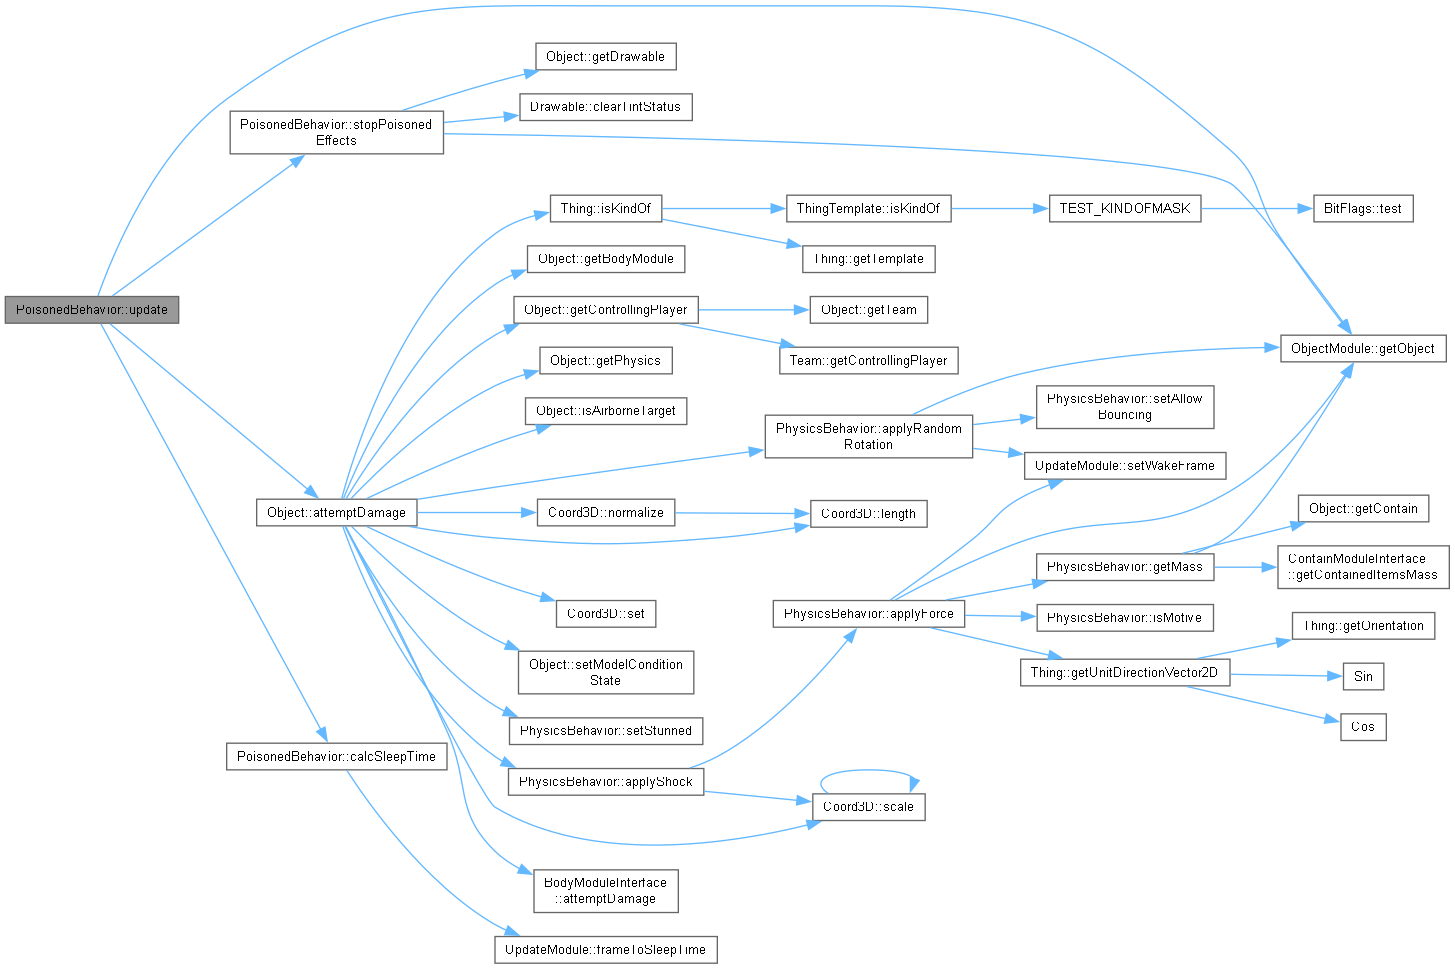 Object::getDrawable
Drawable::clearTintStatus
PoisonedBehavior::stopPoisoned
Effects
Thing::isKindOf
ThingTemplate::isKindOf
TEST_KINDOFMASK
BitFlags::test
Object::getBodyModule
Thing::getTemplate
PoisonedBehavior::update
Object::getControllingPlayer
Object::getTeam
Object::getPhysics
Team::getControllingPlayer
ObjectModule::getObject
Object::isAirborneTarget
PhysicsBehavior::setAllow
Bouncing
PhysicsBehavior::applyRandom
Rotation
UpdateModule::setWakeFrame
Object::attemptDamage
Coord3D::normalize
Coord3D::length
Object::getContain
PhysicsBehavior::getMass
ContainModuleInterface
::getContainedItemsMass
Coord3D::set
PhysicsBehavior::applyForce
PhysicsBehavior::isMotive
Thing::getOrientation
Object::setModelCondition
State
Thing::getUnitDirectionVector2D
Sin
PhysicsBehavior::setStunned
Cos
PoisonedBehavior::calcSleepTime
PhysicsBehavior::applyShock
Coord3D::scale
BodyModuleInterface
::attemptDamage
UpdateModule::frameToSleepTime